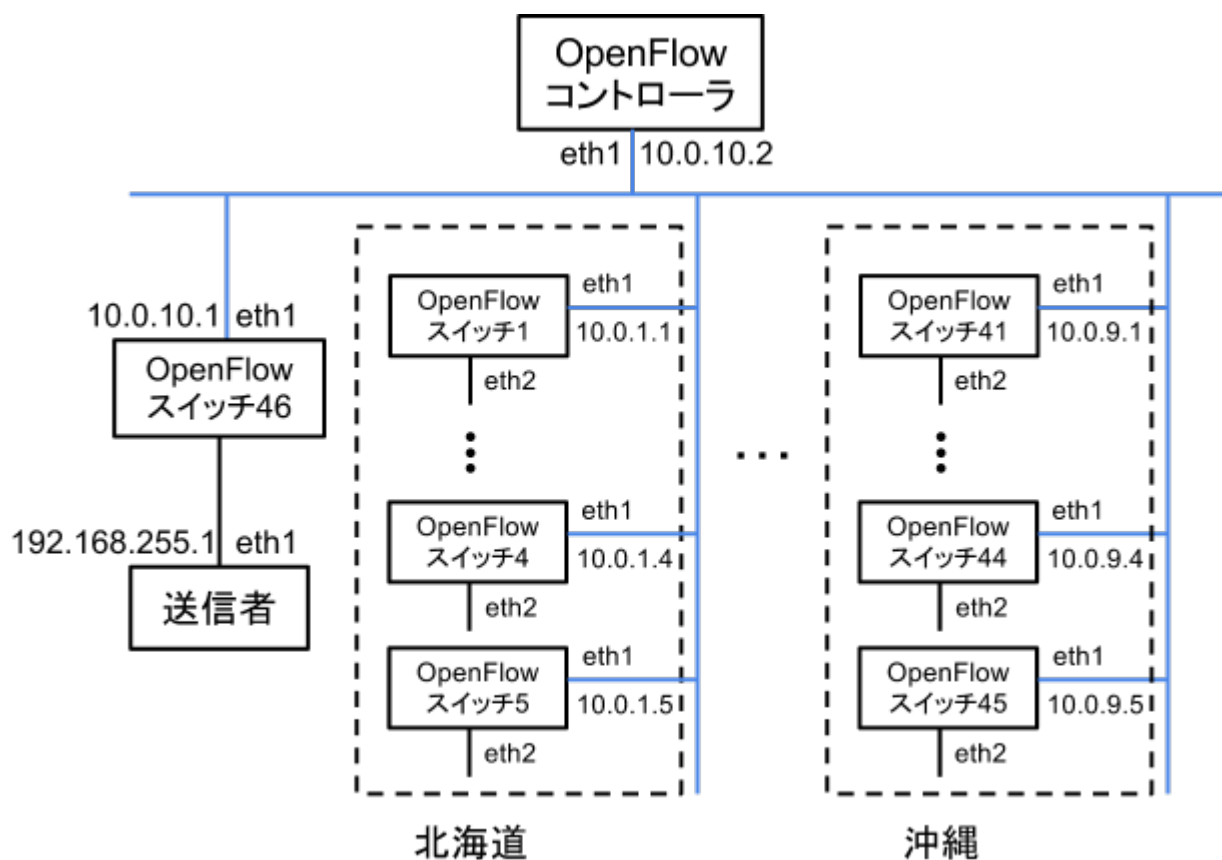 OpenFlow
コントローラ
eth1 10.0.10.2
10.0.10.1 eth1
OpenFlow
スイッチ46
192.168.255.1 eth1
送信者
OpenFlow
スイッチ1
eth1
10.0.1.1
eth2
OpenFlow
スイッチ4
eth1
10.0.1.4
eth2
OpenFlow
スイッチ5
eth1
10.0.1.5
eth2
北海道
...
OpenFlow
スイッチ41
eth1
10.0.9.1
eth2
OpenFlow
スイッチ44
eth1
10.0.9.4
eth2
OpenFlow
スイッチ45
eth1
10.0.9.5
eth2
沖縄